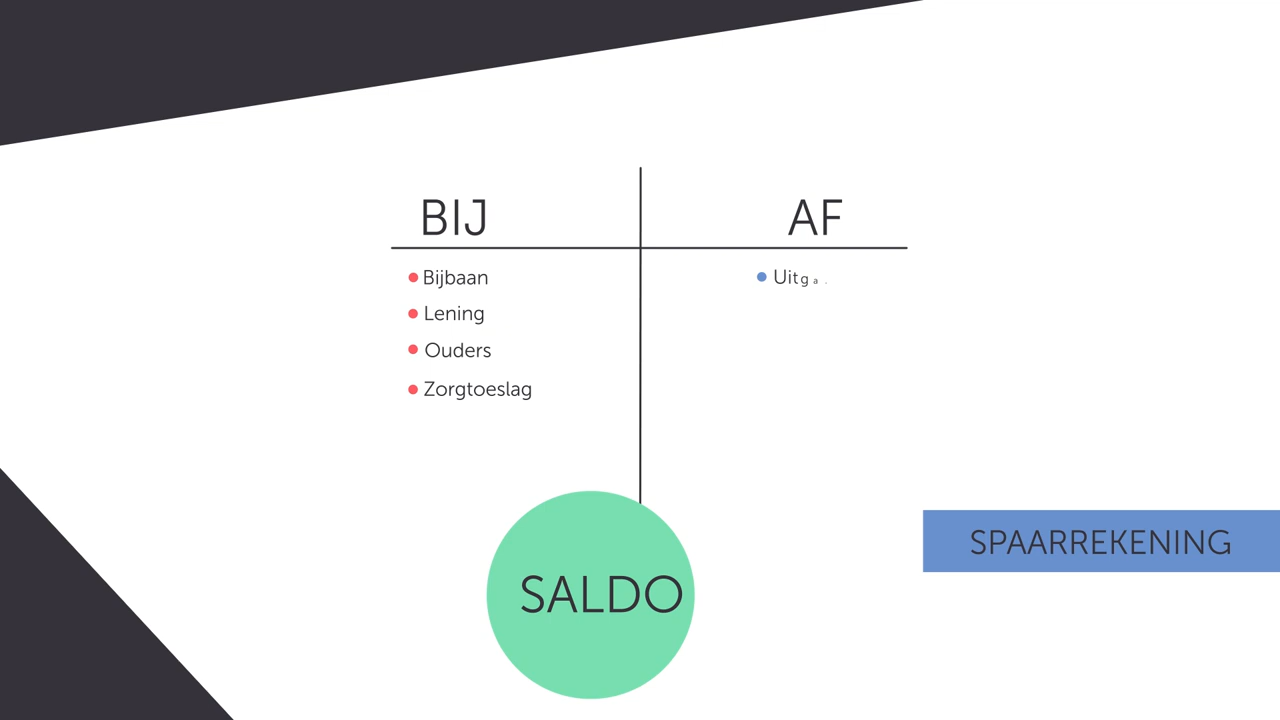 BIJ
AF
Bijbaan
Lening
Ouders
Zorgtoeslag
SALDO
SPAARREKENING